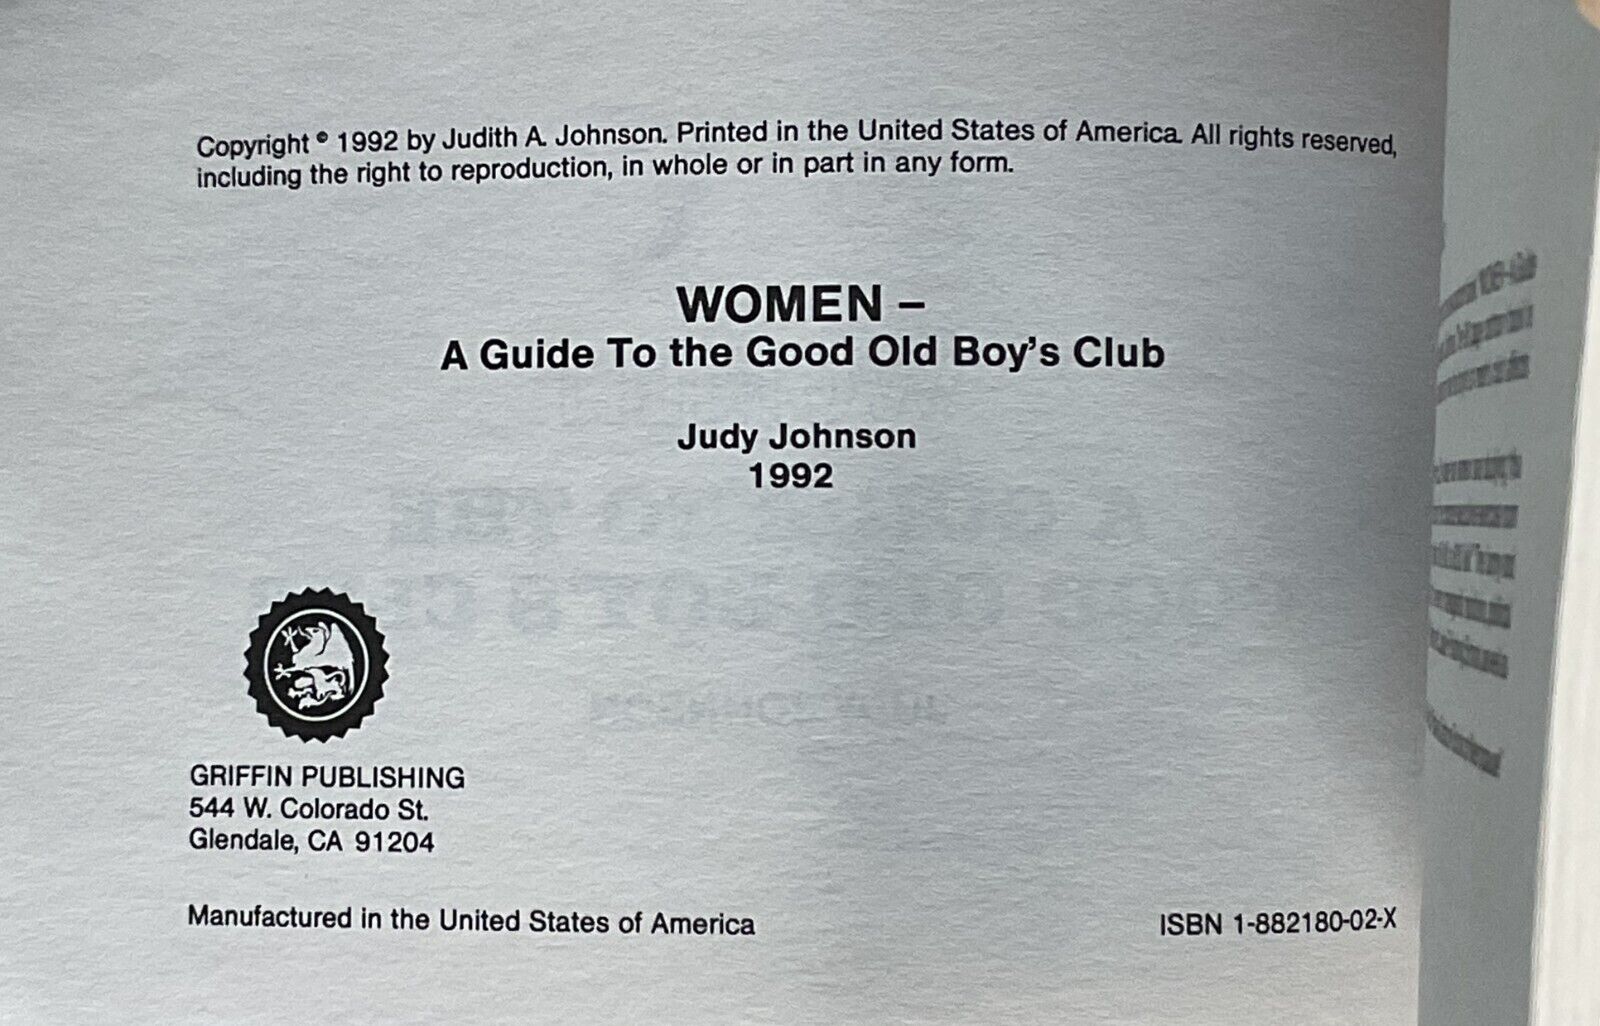 Copyright © 1992 by Judith A. Johnson. Printed in the United States of America. All rights reserved,
including the right to reproduction, in whole or in part in any form.
WOMEN –
A Guide To the Good Old Boy's Club
Judy Johnson
1992
GRIFFIN PUBLISHING
544 W. Colorado St.
Glendale, CA 91204
Manufactured in the United States of America
ISBN 1-882180-02-X